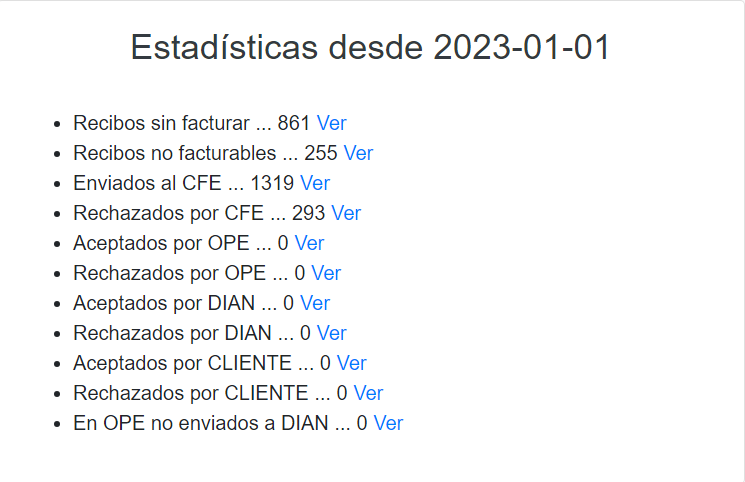 Estadísticas desde 2023-01-01
Recibos sin facturar ... 861 Ver
Recibos no facturables ... 255 Ver
Enviados al CFE ... 1319 Ver
Rechazados por CFE ... 293 Ver
Aceptados por OPE ... 0 Ver
Rechazados por OPE ... 0 Ver
Aceptados por DIAN ... 0 Ver
Rechazados por DIAN ... 0 Ver
Aceptados por CLIENTE ... 0 Ver
Rechazados por CLIENTE ... 0 Ver
En OPE no enviados a DIAN ... 0 Ver